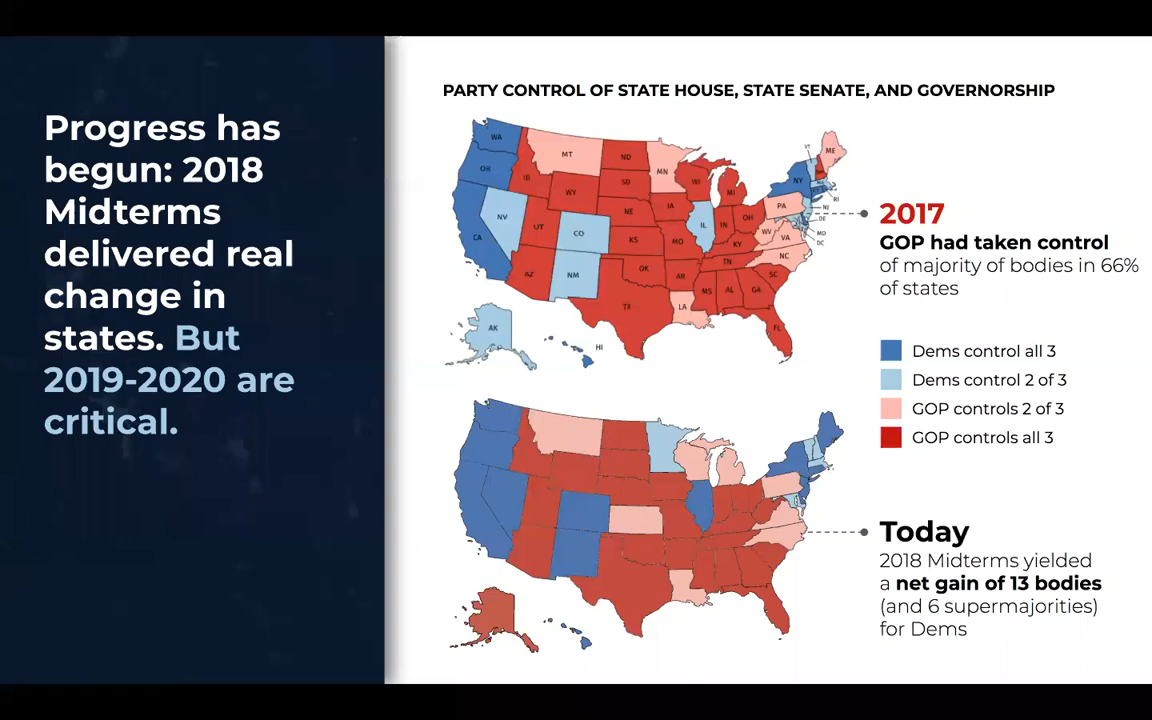 Progress has
begun: 2018
Midterms
delivered real
change in
states. But
2019-2020 are
critical.
PARTY CONTROL OF STATE HOUSE, STATE SENATE, AND GOVERNORSHIP
WA
OR
CA
NV
ID
MT
WY
UT
AZ
CO
NM
ND
SD
NE
KS
OK
TX
MN
IA
MO
AR
LA
WI
IL
MI
IN
OH
KY
TN
MS
AL
GA
FL
SC
NC
VA
WV
PA
NY
VT
ME
RI
NJ
DE
MD
DC
AK
HI
2017
GOP had taken control
of majority of bodies in 66%
of states
Dems control all 3
Dems control 2 of 3
GOP controls 2 of 3
GOP controls all 3
Today
2018 Midterms yielded
a net gain of 13 bodies
(and 6 supermajorities)
for Dems